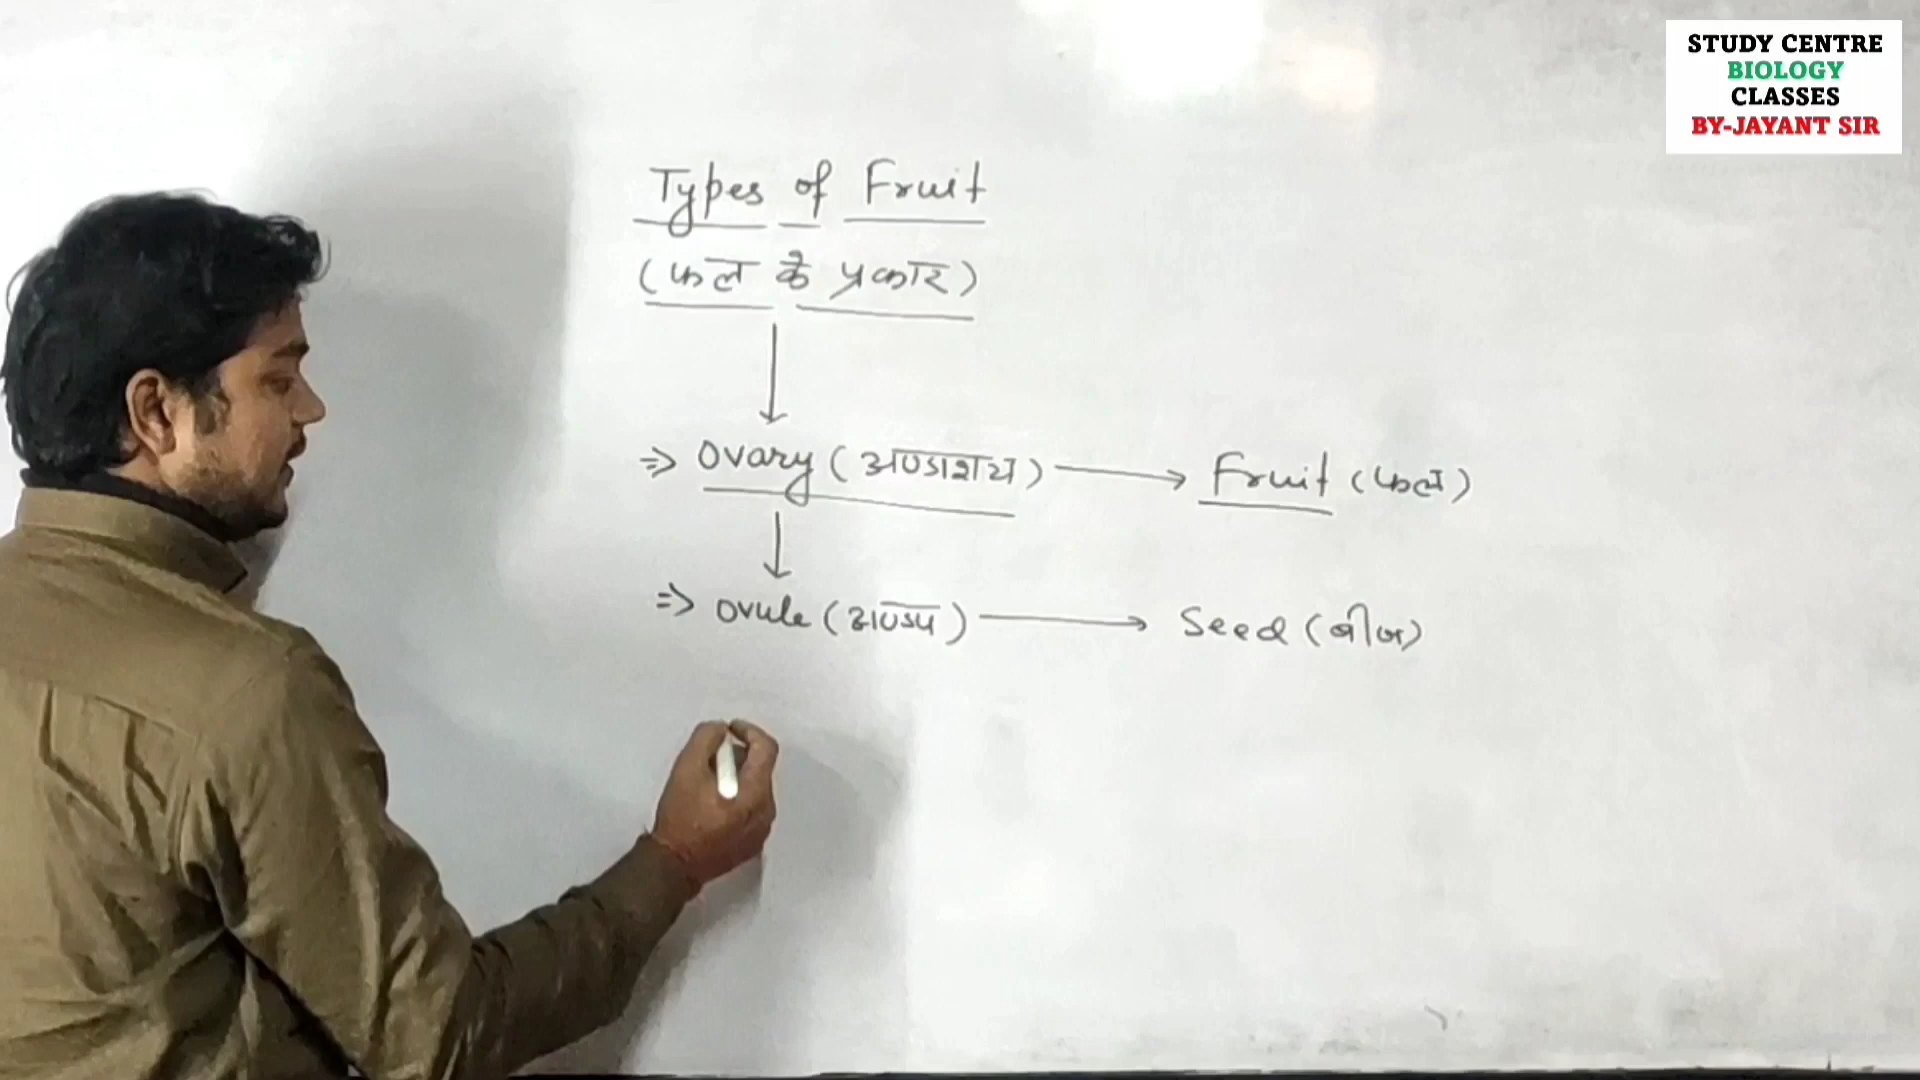 STUDY CENTRE
BIOLOGY
CLASSES
BY-JAYANT SIR
Types of Fruit
(फल के प्रकार)
⇒ Ovary (अण्डाशय) → Fruit (फल)
⇒ Ovule (अण्डप) → Seed (बीज)